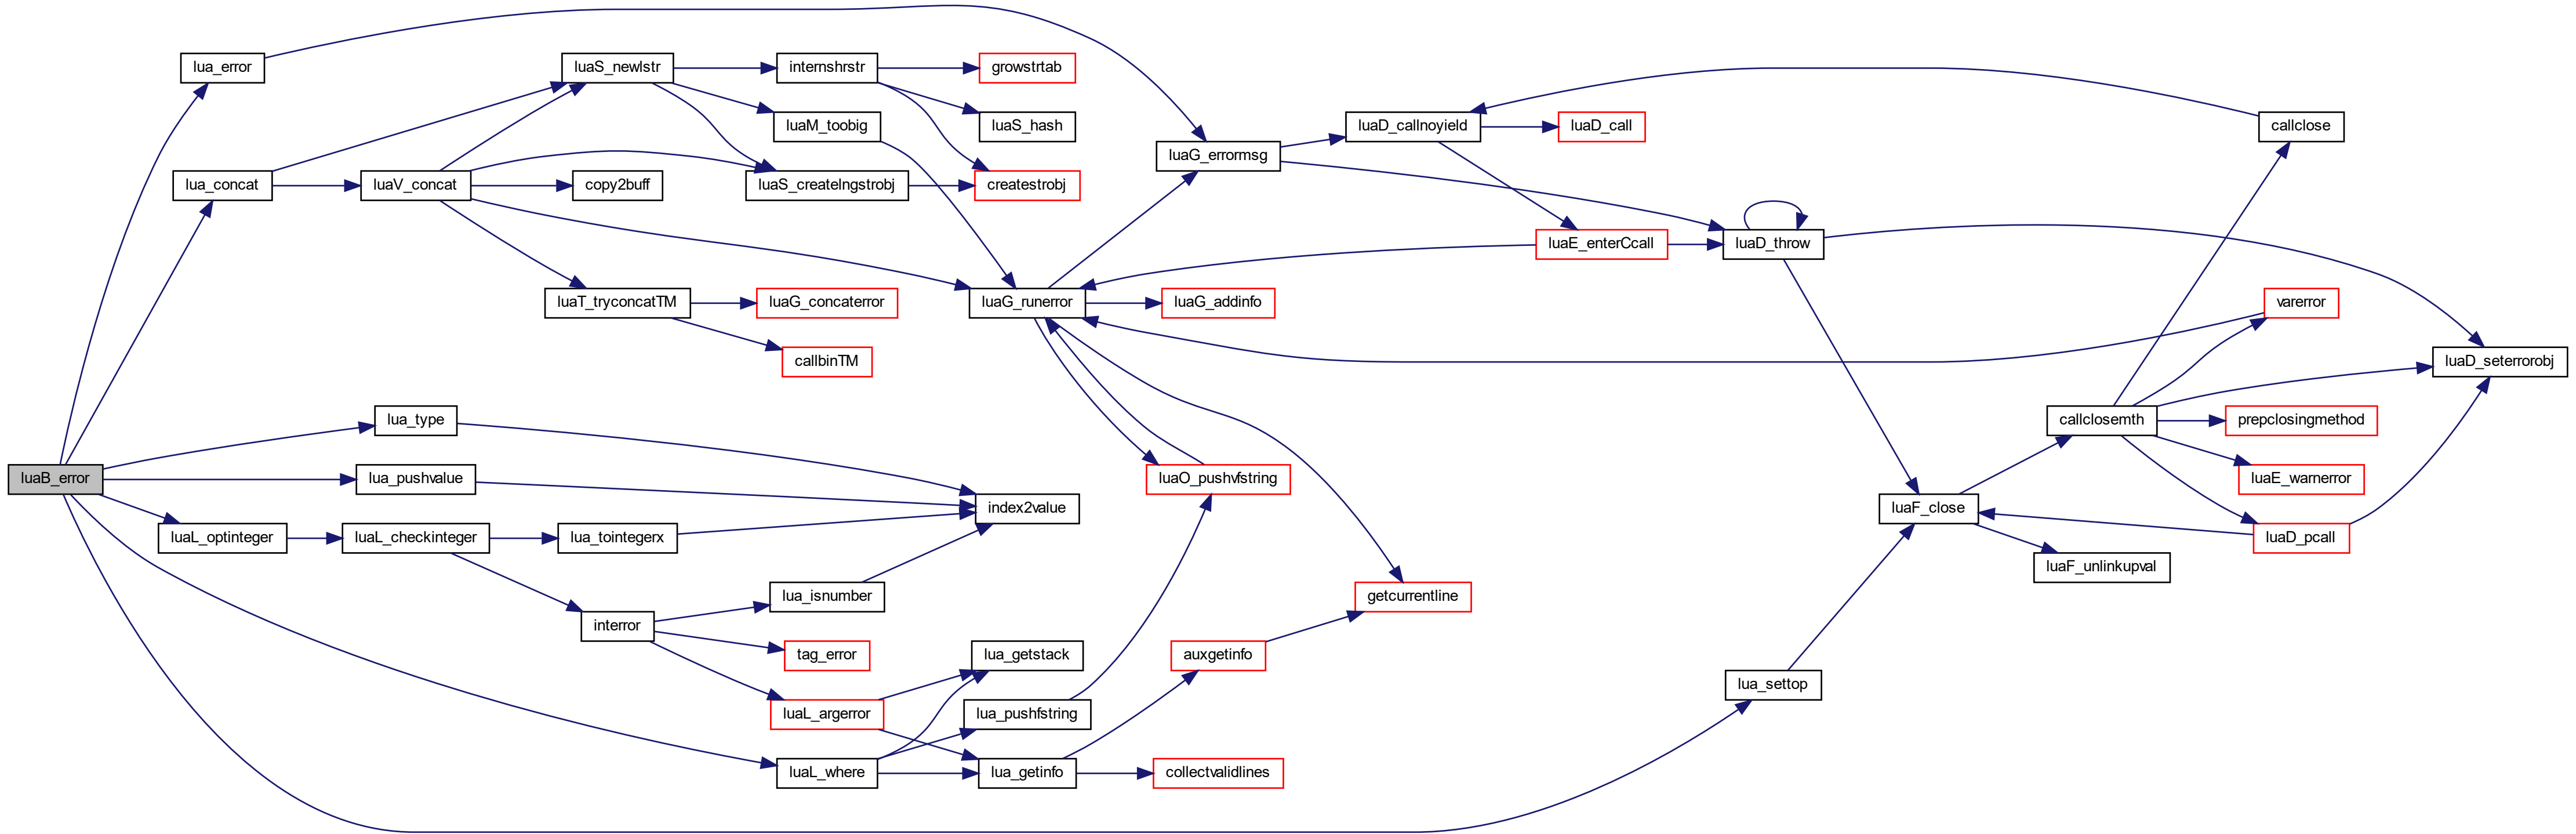 lua_error
luaS_newlstr
internshrstr
growstrtab
luaM_toobig
luaS_hash
luaD_callnoyield
luaD_call
callclose
luaG_errormsg
lua_concat
luaV_concat
copy2buff
luaS_createlngstrobj
createstrobj
luaE_enterCcall
luaD_throw
luaT_tryconcatTM
luaG_concaterror
luaG_runerror
luaG_addinfo
varerror
callbinTM
luaD_seterrorobj
lua_type
callclosemth
prepclosingmethod
luaB_error
lua_pushvalue
luaO_pushvfstring
luaE_warnerror
index2value
luaF_close
luaL_optinteger
luaL_checkinteger
lua_tointegerx
luaD_pcall
luaF_unlinkupval
lua_isnumber
getcurrentline
interror
tag_error
lua_getstack
auxgetinfo
lua_settop
luaL_argerror
lua_pushfstring
luaL_where
lua_getinfo
collectvalidlines